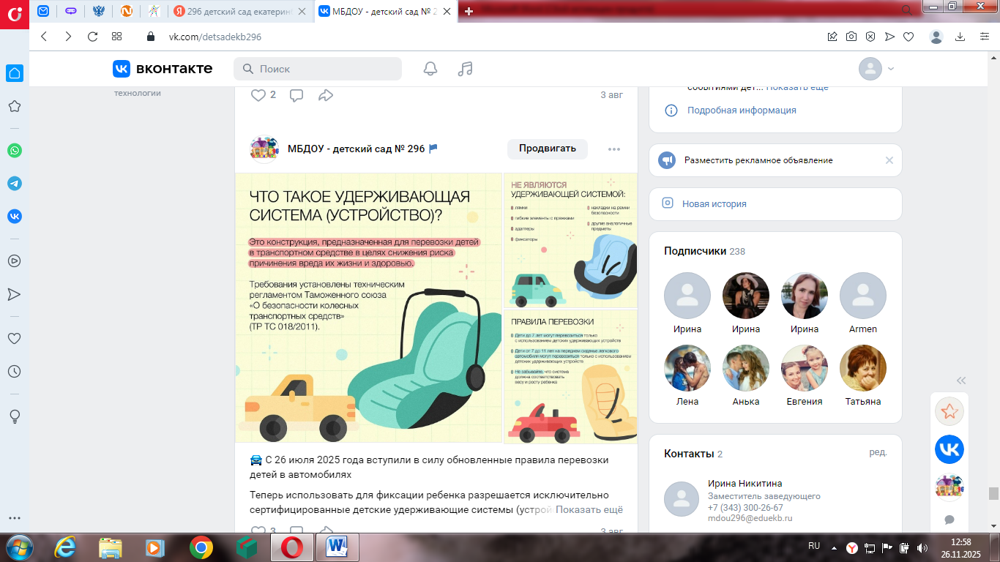 296 детский сад екатеринб
МБДОУ - детский сад № 2
vk.com/detsadekb296
вконтакте
Поиск
технологии
2
3 авг
МБДОУ - детский сад № 296
Продвигать
ЧТО ТАКОЕ УДЕРЖИВАЮЩАЯ
СИСТЕМА (УСТРОЙСТВО)?
Это конструкция, предназначенная для перевозки детей
в транспортном средстве в целях снижения риска
причинения вреда их жизни и здоровью.
Требования установлены техническим
регламентом Таможенного союза
«О безопасности колесных
транспортных средств»
(ТР ТС 018/2011).
НЕ ЯВЛЯЮТСЯ
УДЕРЖИВАЮЩЕЙ СИСТЕМОЙ:
лямки
гибкие элементы с пряжками
адаптеры
фиксаторы
накладки на ремни
безопасности
другие аналогичные
предметы
ПРАВИЛА ПЕРЕВОЗКИ
Дети до 7 лет могут перевозиться только
с использованием детских удерживающих устройств
Дети от 7 до 11 лет на переднем сиденье легкового
автомобиля могут перевозиться только с использованием
детских удерживающих устройств
Не забывайте, что система
должна соответствовать
весу и росту ребенка
С 26 июля 2025 года вступили в силу обновленные правила перевозки
детей в автомобилях
Теперь использовать для фиксации ребенка разрешается исключительно
сертифицированные детские удерживающие системы (устрой Показать ещё
3
3 авг
событиями дет... Показать ещё
Подробная информация
Разместить рекламное объявление
Новая история
Подписчики 238
Ирина
Ирина
Ирина
Armen
Лена
Анька
Евгения
Татьяна
Контакты 2
ред.
Ирина Никитина
Заместитель заведующего
+7 (343) 300-26-67
mdou296@eduekb.ru
RU
12:58
26.11.2025